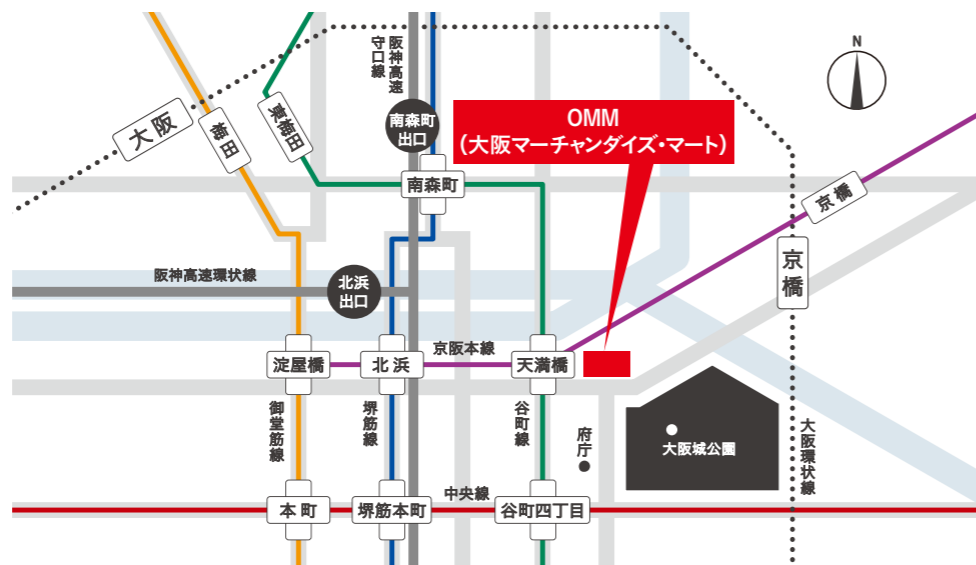 阪神高速
守口線
N
大阪
梅田
東梅田
南森町
出口
OMM
(大阪マーチャンダイズ・マート)
南森町
京橋
京橋
阪神高速環状線
北浜
出口
京阪本線
淀屋橋
北浜
天満橋
御堂筋線
堺筋線
谷町線
府庁
大阪城公園
大阪環状線
中央線
本町
堺筋本町
谷町四丁目